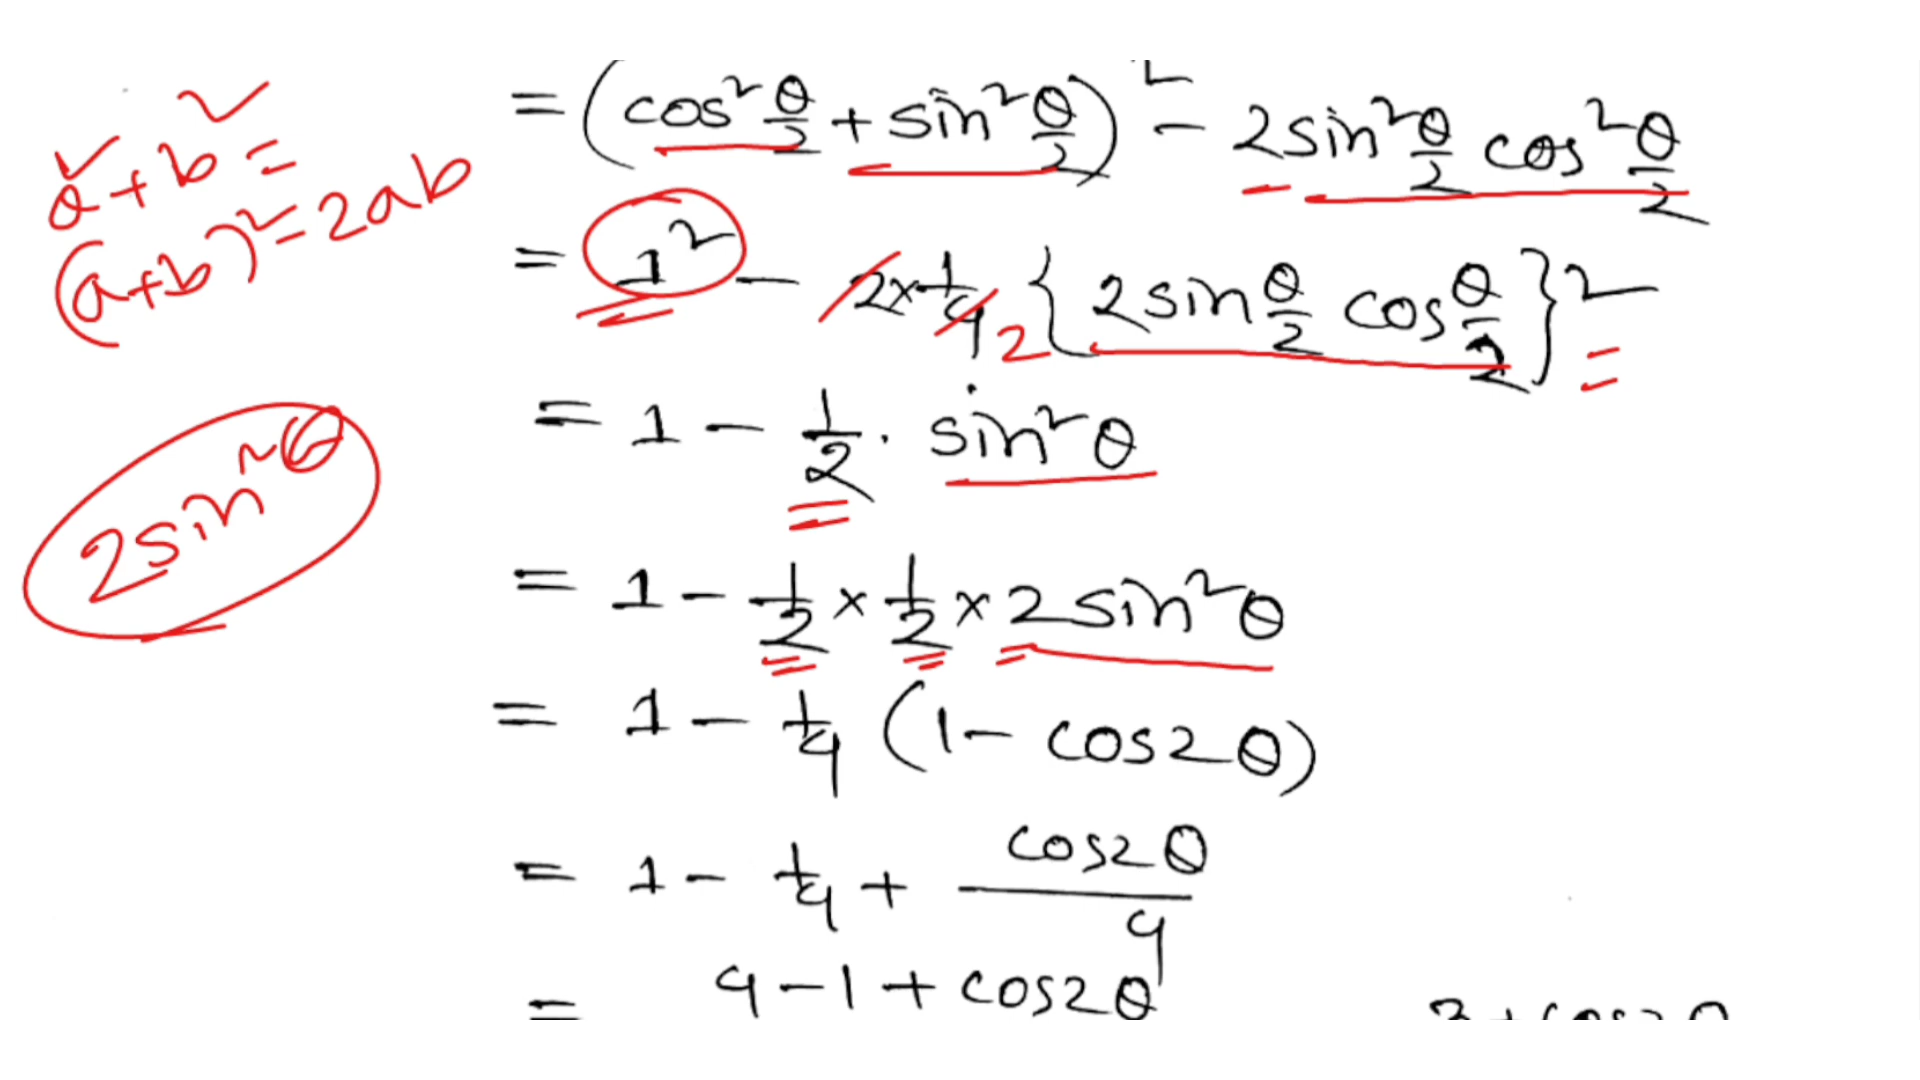 a² + b² =
(a+b)² = 2ab
2sin²θ
= (cos²θ/2 + sin²θ/2)² - 2sin²θ/2 cos²θ/2
= 1² - 2×1/4 2 {2sinθ/2 cosθ/2}² =
= 1 - 1/2 . sin²θ
= 1 - 1/2 × 1/2 × 2sin²θ
= 1 - 1/4 (1 - cos2θ)
= 1 - 1/4 + cos2θ/4
= 4 - 1 + cos2θ